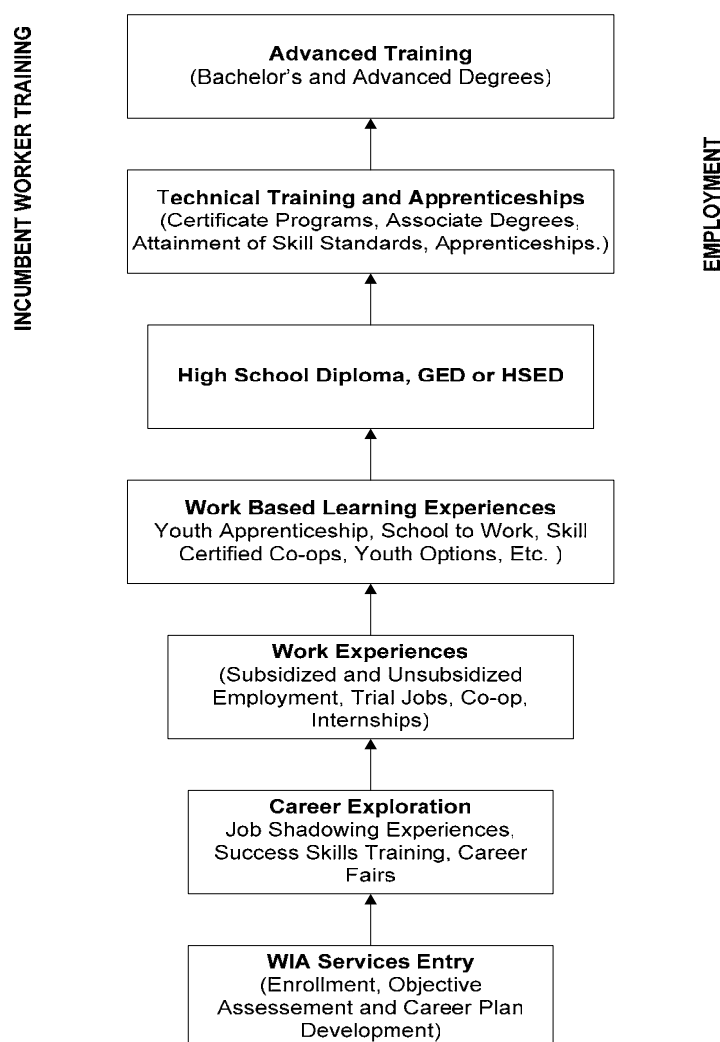 INCUMBENT WORKER TRAINING
EMPLOYMENT
Advanced Training
(Bachelor's and Advanced Degrees)
Technical Training and Apprenticeships
(Certificate Programs, Associate Degrees,
Attainment of Skill Standards, Apprenticeships.)
High School Diploma, GED or HSED
Work Based Learning Experiences
Youth Apprenticeship, School to Work, Skill
Certified Co-ops, Youth Options, Etc. )
Work Experiences
(Subsidized and Unsubsidized
Employment, Trial Jobs, Co-op,
Internships)
Career Exploration
Job Shadowing Experiences,
Success Skills Training, Career
Fairs
WIA Services Entry
(Enrollment, Objective
Assessement and Career Plan
Development)